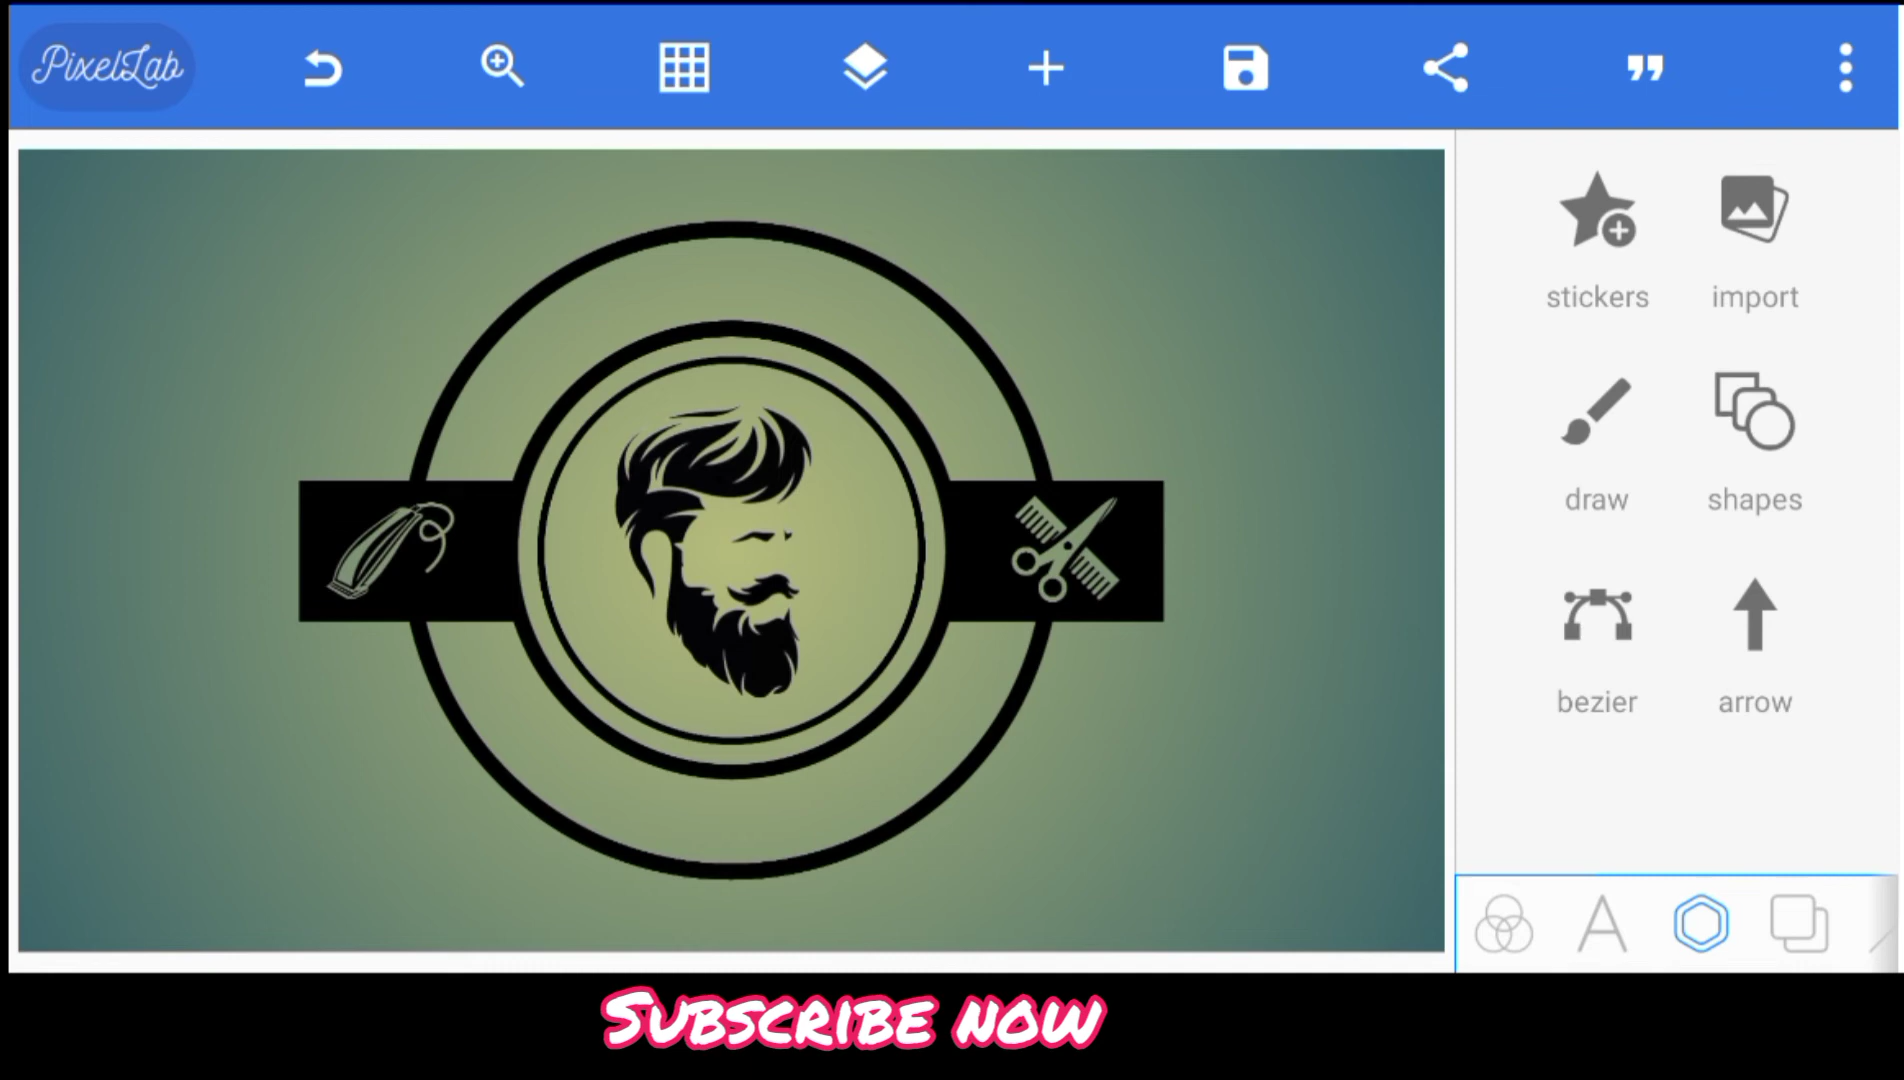 PixelLab
stickers import
draw shapes
bezier arrow
SUBSCRIBE NOW